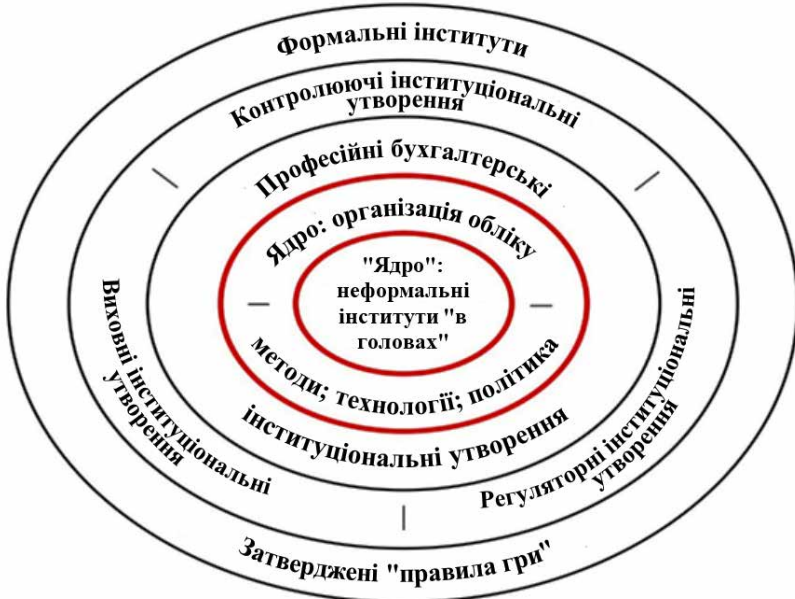 Формальні інститути
Контролюючі інституціональні
утворення
Професійні бухгалтерські
Ядро: організація обліку
"Ядро":
неформальні
інститути "в
головах"
методи; технології; політика
інституціональні утворення
Виховні інституціональні
утворення
Регуляторні інституціональні
утворення
Затверджені "правила гри"